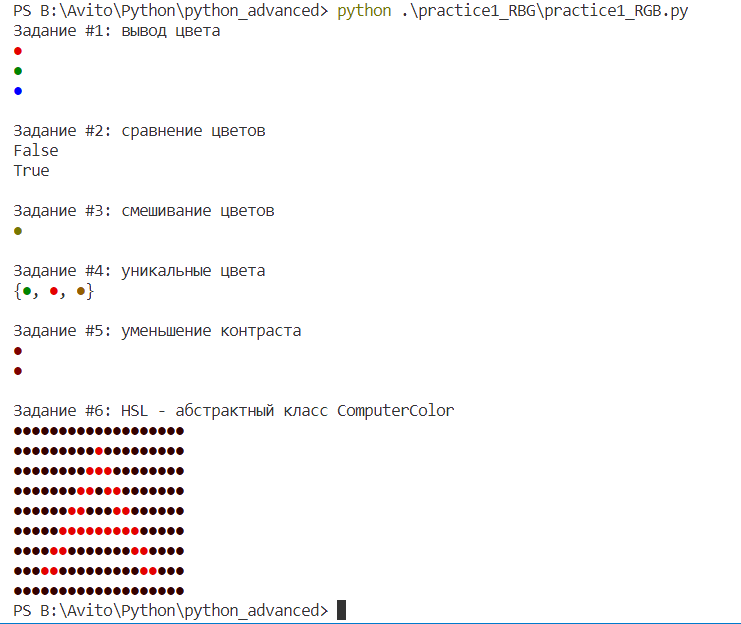 PS B:\Avito\Python\python_advanced> python .\practice1_RBG\practice1_RGB.py
Задание #1: вывод цвета
●
●
●
Задание #2: сравнение цветов
False
True
Задание #3: смешивание цветов
●
Задание #4: уникальные цвета
{●, ●, ●}
Задание #5: уменьшение контраста
●
●
Задание #6: HSL - абстрактный класс ComputerColor
●●●●●●●●●●●●●●●●●●●
●●●●●●●●●●●●●●●●●●●
●●●●●●●●●●●●●●●●●●●
●●●●●●●●●●●●●●●●●●●
●●●●●●●●●●●●●●●●●●●
●●●●●●●●●●●●●●●●●●●
●●●●●●●●●●●●●●●●●●●
●●●●●●●●●●●●●●●●●●●
●●●●●●●●●●●●●●●●●●●
PS B:\Avito\Python\python_advanced>